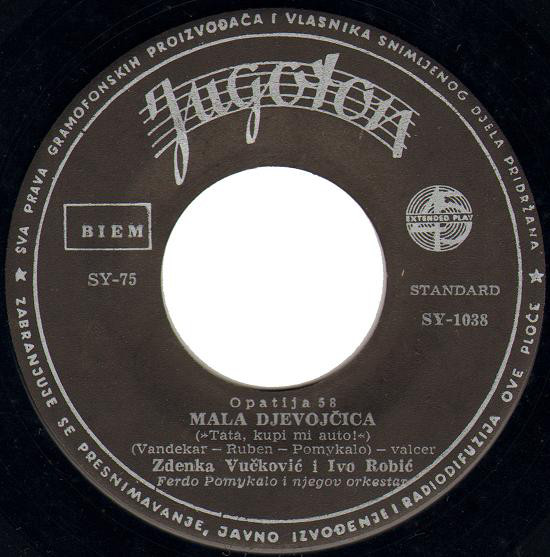 SVA PRAVA GRAMOFONSKIH PROIZVOĐAČA I VLASNIKA SNIMLJENOG DJELA PRIDRŽANA
Jugoton
BIEM
EXTENDED PLAY
SY-75
STANDARD
SY-1038
Opatija 58
MALA DJEVOJČICA
(»Tata, kupi mi auto!«)
(Vandekar — Ruben — Pomykalo) — valcer
Zdenka Vučković i Ivo Robić
Ferdo Pomykalo i njegov orkestar
ZABRANJUJE SE PRESNIMAVANJE, JAVNO IZVOĐENJE I RADIODIFUZIJA OVE PLOČE